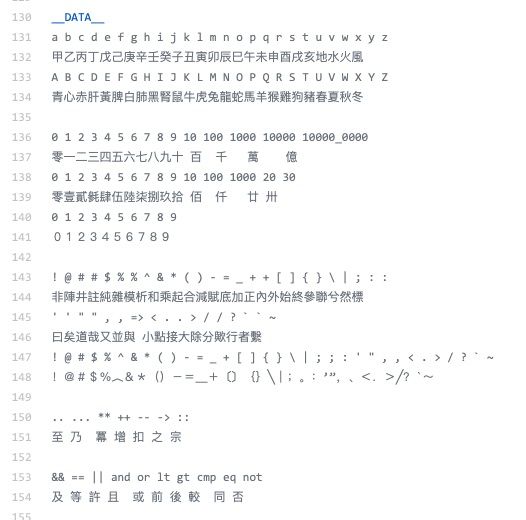 130 __DATA__
131 a b c d e f g h i j k l m n o p q r s t u v w x y z
132 甲乙丙丁戊己庚辛壬癸子丑寅卯辰巳午未申酉戌亥地水火風
133 A B C D E F G H I J K L M N O P Q R S T U V W X Y Z
134 青心赤肝黃脾白肺黑腎鼠牛虎兔龍蛇馬羊猴雞狗豬春夏秋冬
135
136 0 1 2 3 4 5 6 7 8 9 10 100 1000 10000 10000_0000
137 零一二三四五六七八九十 百 千 萬 億
138 0 1 2 3 4 5 6 7 8 9 10 100 1000 20 30
139 零壹貳毿肆伍陸柒捌玖拾 佰 仟 廿 卅
140 0 1 2 3 4 5 6 7 8 9
141 ０１２３４５６７８９
142
143 ! @ # # $ % % ^ & * ( ) - = _ + + [ ] { } \ | ; : :
144 非陣井註純雜模析和乘起合減賦底加正內外始終參聯兮然標
145 ' ' " " , , => < . > / / ? ` ` ~
146 曰矣道哉又並與 小點接大除分歟行者繫
147 ! @ # $ % ^ & * ( ) - = _ + [ ] { } \ | ; ; : ' " , , < . > / ? ` ~
148 ！＠＃＄％︿＆＊（）－＝＿＋〔〕｛｝╲│；。：’”，、＜．＞╱？‵～
149
150 .. ... ** ++ -- -> ::
151 至 乃 冪 增 扣 之 宗
152
153 && == || and or lt gt cmp eq not
154 及 等 許 且 或 前 後 較 同 否
155